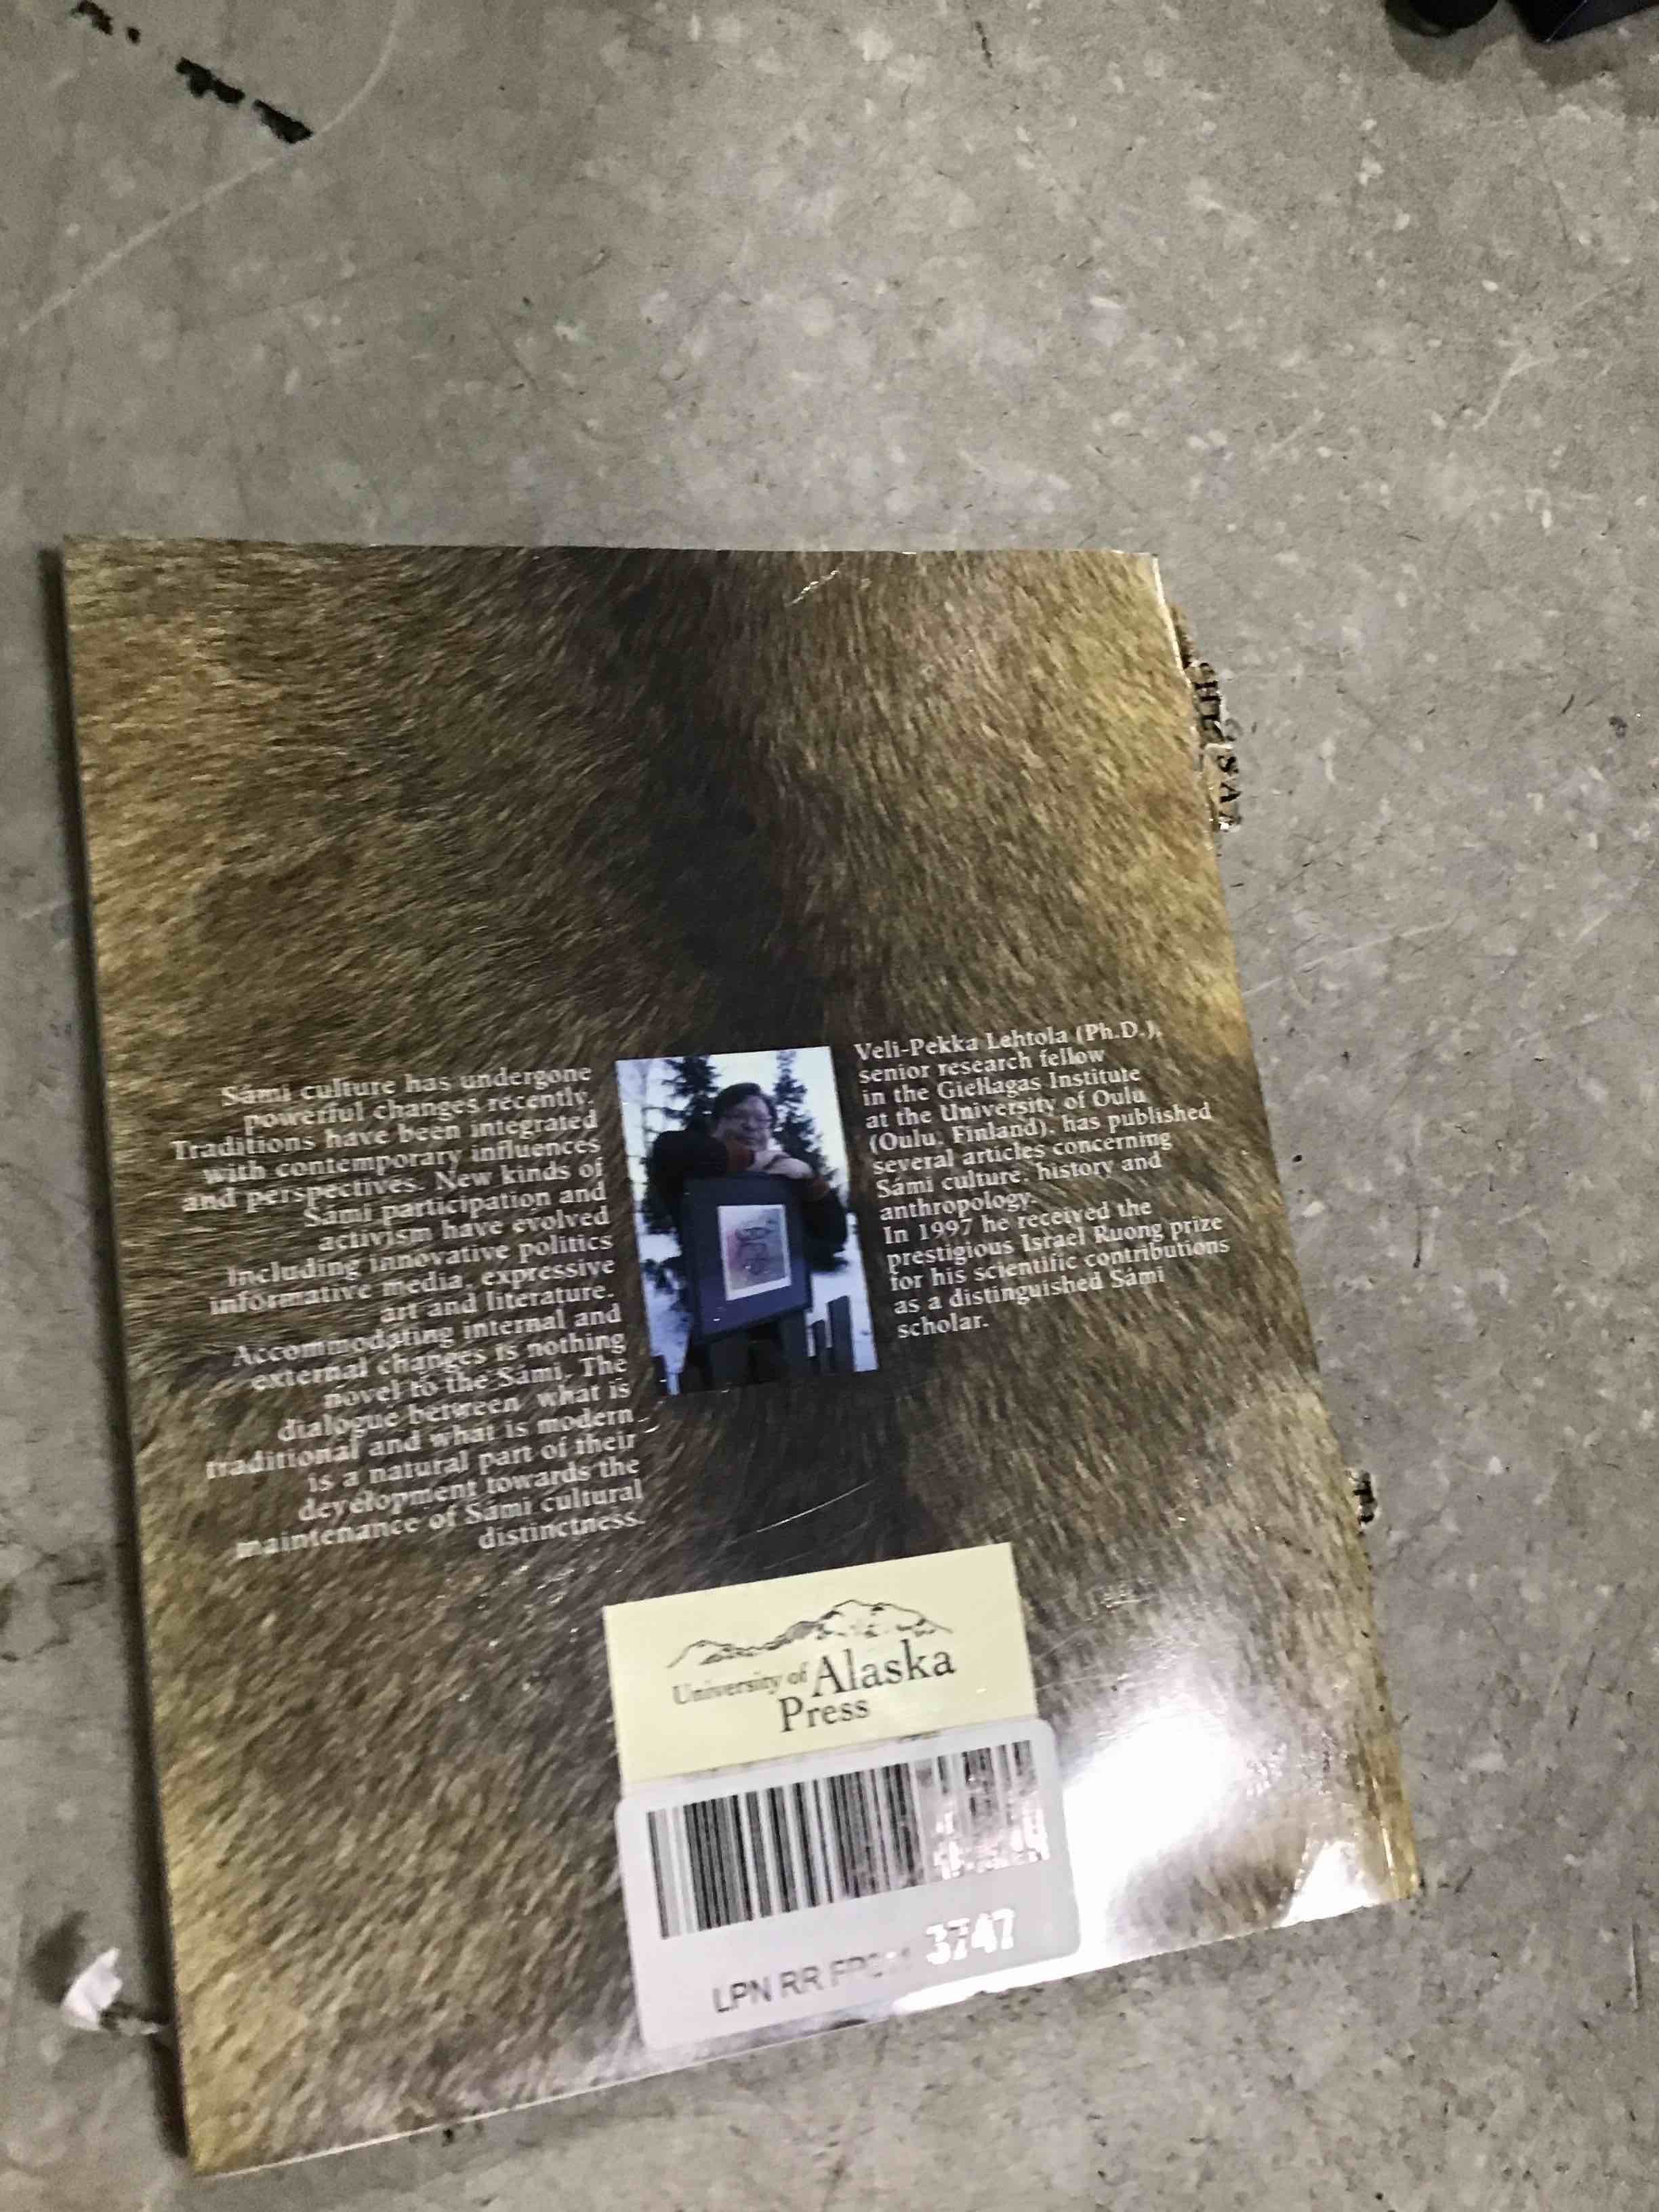 Sámi culture has undergone
powerful changes recently.
Traditions have been integrated
with contemporary influences
and perspectives. New kinds of
Sámi participation and
activism have evolved
including innovative politics
informative media, expressive
art and literature.
Accommodating internal and
external changes is nothing
novel to the Sámi. The
dialogue between what is
traditional and what is modern
is a natural part of their
development towards the
maintenance of Sámi cultural
distinctness.
Veli-Pekka Lehtola (Ph.D.),
senior research fellow
in the Giellagas Institute
at the University of Oulu
(Oulu, Finland), has published
several articles concerning
Sámi culture, history and
anthropology.
In 1997 he received the
prestigious Israel Ruong prize
for his scientific contributions
as a distinguished Sámi
scholar.
University of Alaska
Press
LPN RR 3747